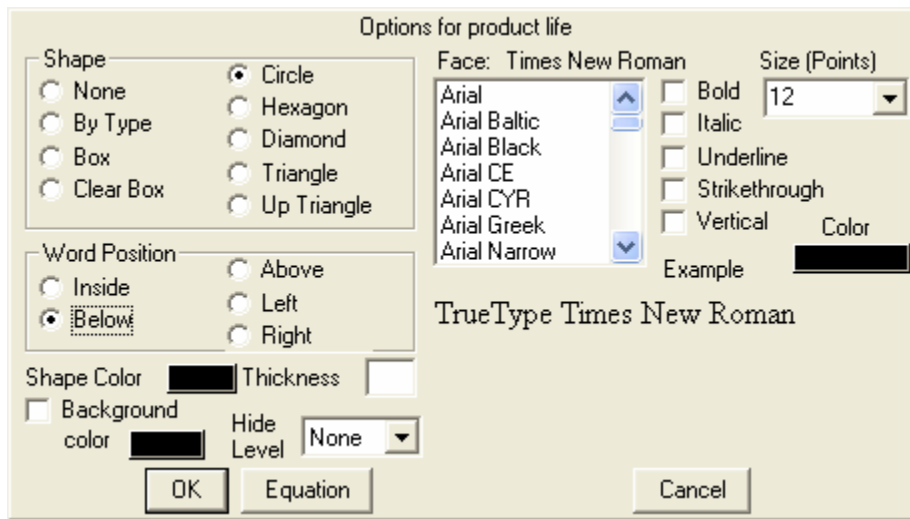 Options for product life
Shape
None
By Type
Box
Clear Box
Circle
Hexagon
Diamond
Triangle
Up Triangle
Word Position
Inside
Below
Above
Left
Right
Shape Color
Thickness
Background
color
Hide
Level
None
Face: Times New Roman
Arial
Arial Baltic
Arial Black
Arial CE
Arial CYR
Arial Greek
Arial Narrow
Bold
Italic
Underline
Strikethrough
Vertical
Size (Points)
12
Color
Example
TrueType Times New Roman
OK
Equation
Cancel